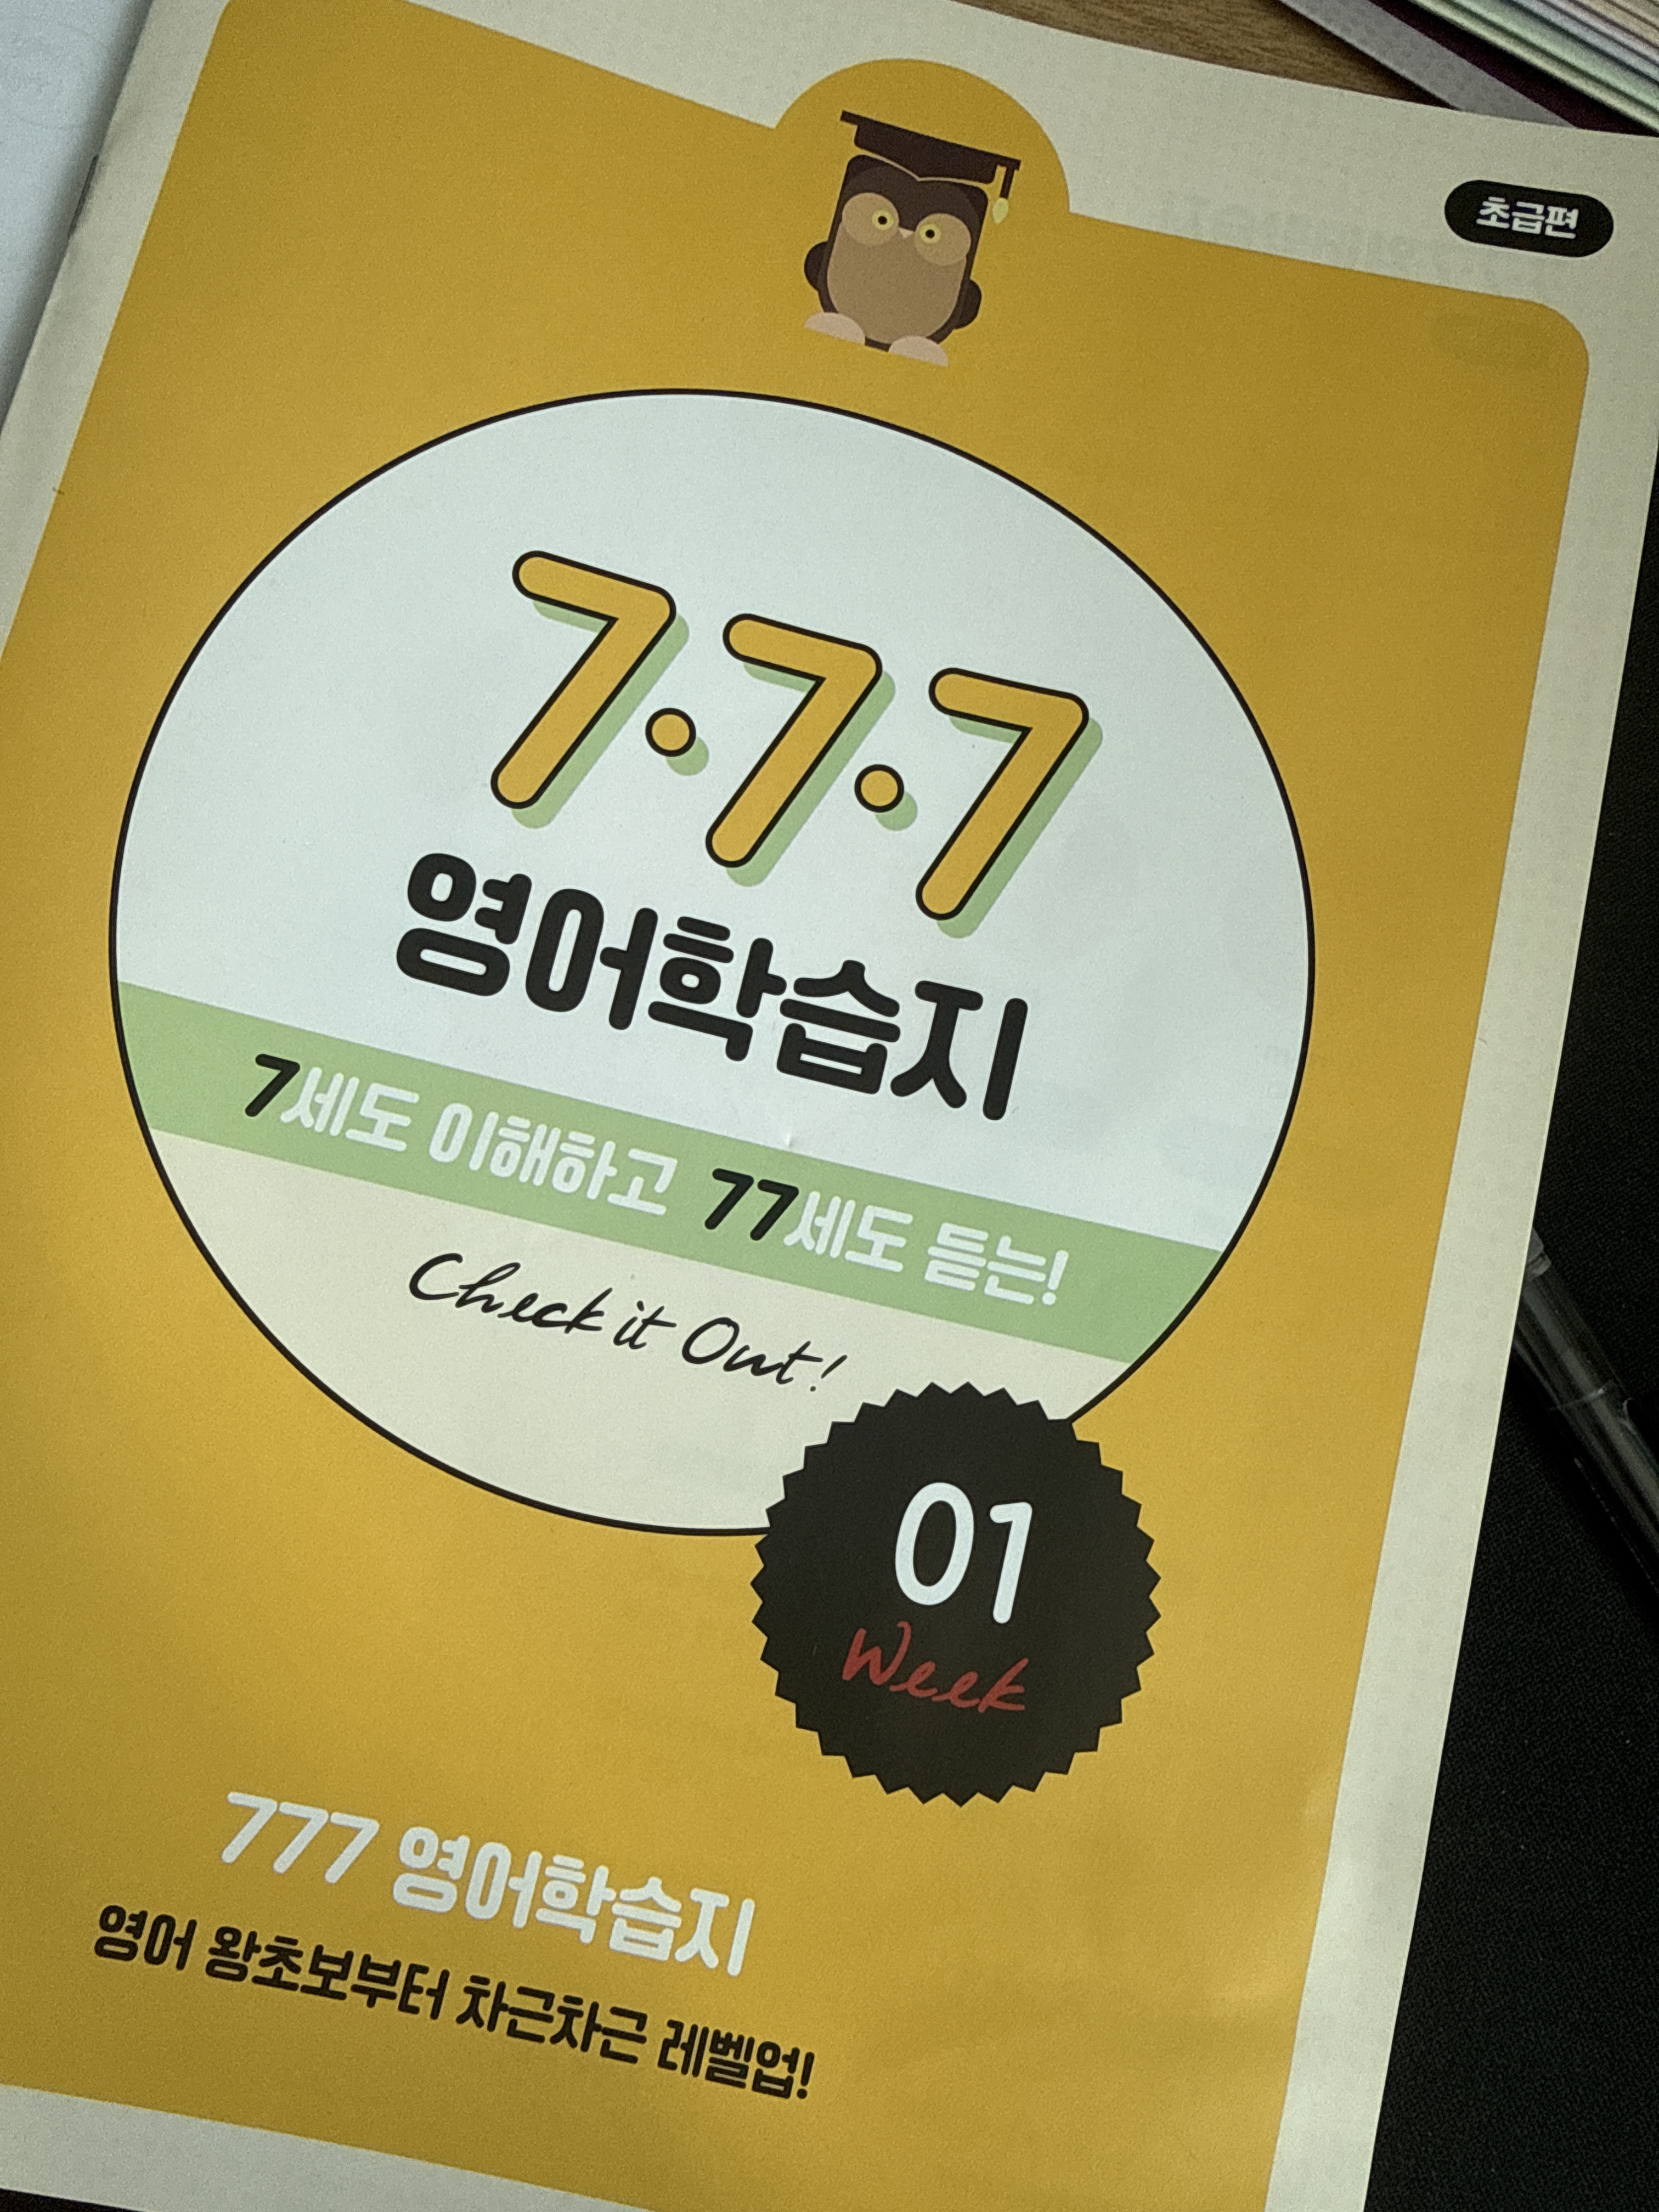 초급편
7·7·7
영어학습지
7세도 이해하고 77세도 듣는!
Check it Out!
01
Week
777 영어학습지
영어 왕초보부터 차근차근 레벨업!